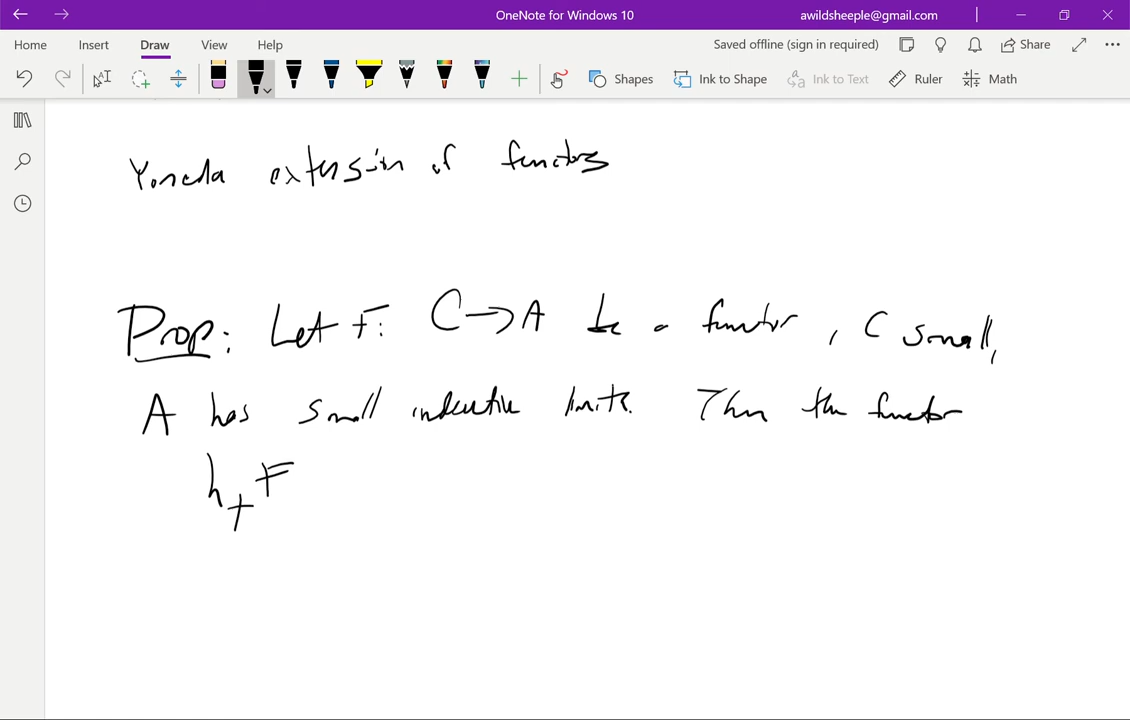 OneNote for Windows 10
awildsheeple@gmail.com
Home Insert Draw View Help
Saved offline (sign in required)
Share
Shapes
Ink to Shape
Ink to Text
Ruler
Math
Yoneda extension of functors
Prop: Let F: C→A be a functor, C small,
A has small inductive limits. Then the functor
h_† F